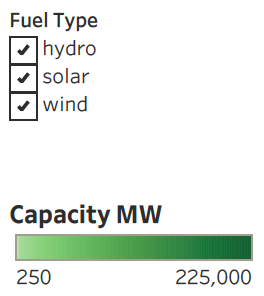 Fuel Type
hydro
solar
wind
Capacity MW
250 225,000